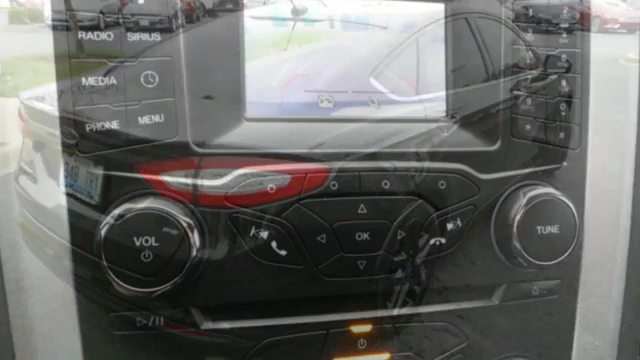 RADIO SIRIUS
MEDIA
PHONE MENU
VOL
OK
TUNE